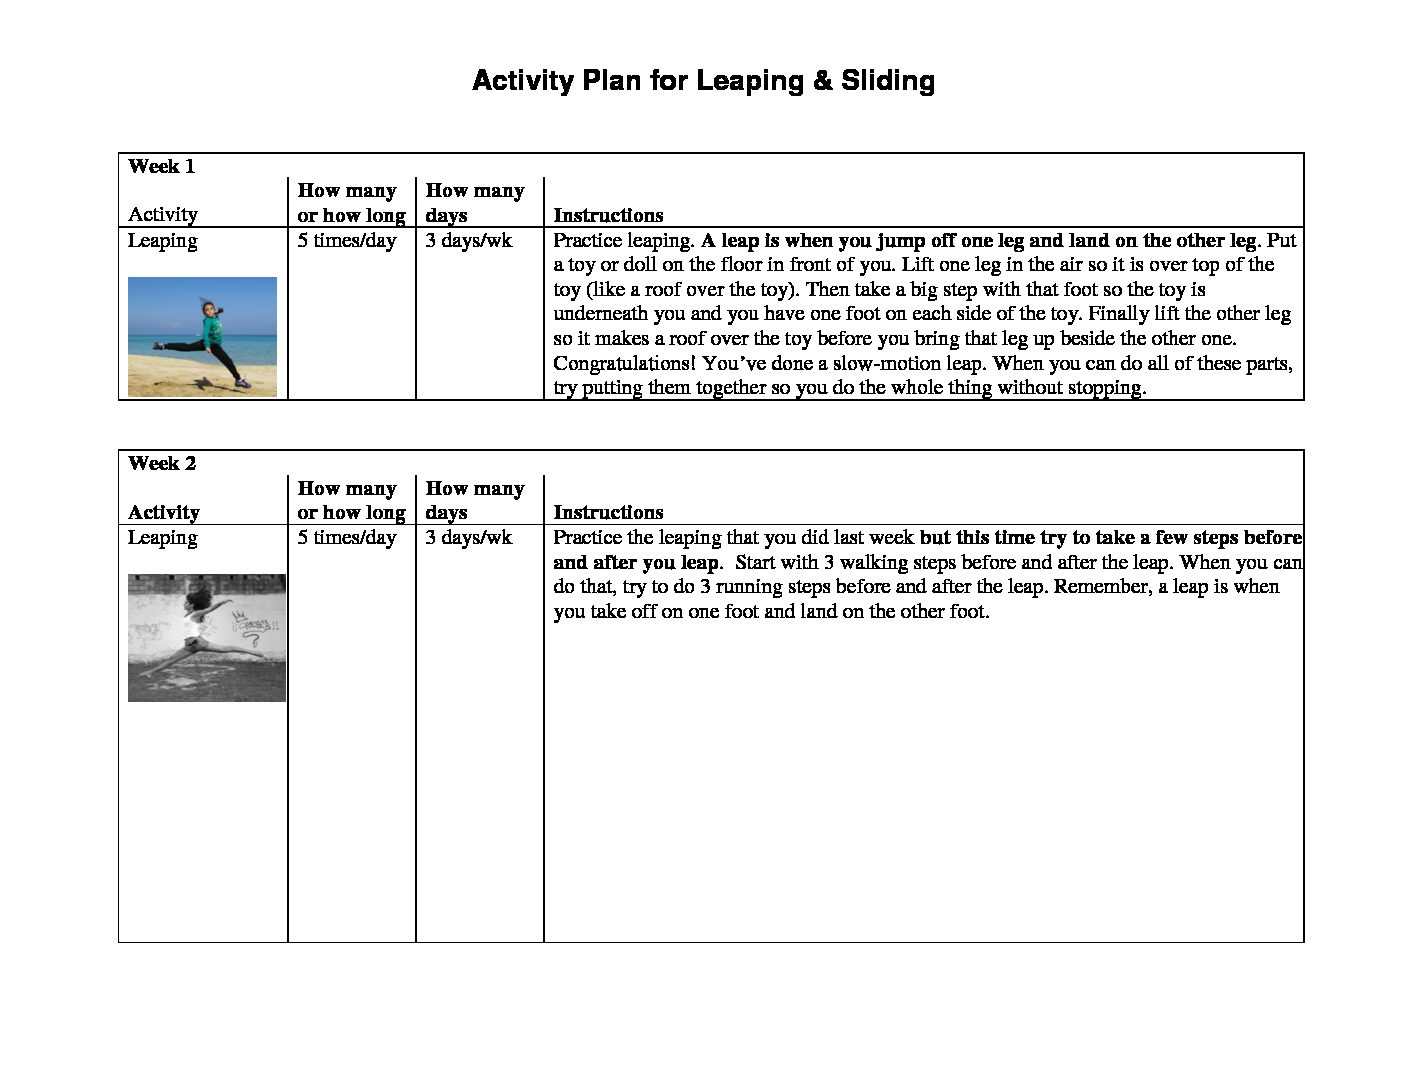 Activity Plan for Leaping & Sliding
Week 1
Activity
How many
or how long
How many
days
Instructions
Leaping
5 times/day
3 days/wk
Practice leaping. A leap is when you jump off one leg and land on the other leg. Put
a toy or doll on the floor in front of you. Lift one leg in the air so it is over top of the
toy (like a roof over the toy). Then take a big step with that foot so the toy is
underneath you and you have one foot on each side of the toy. Finally lift the other leg
so it makes a roof over the toy before you bring that leg up beside the other one.
Congratulations! You’ve done a slow-motion leap. When you can do all of these parts,
try putting them together so you do the whole thing without stopping.
Week 2
Activity
How many
or how long
How many
days
Instructions
Leaping
5 times/day
3 days/wk
Practice the leaping that you did last week but this time try to take a few steps before
and after you leap.  Start with 3 walking steps before and after the leap. When you can
do that, try to do 3 running steps before and after the leap. Remember, a leap is when
you take off on one foot and land on the other foot.